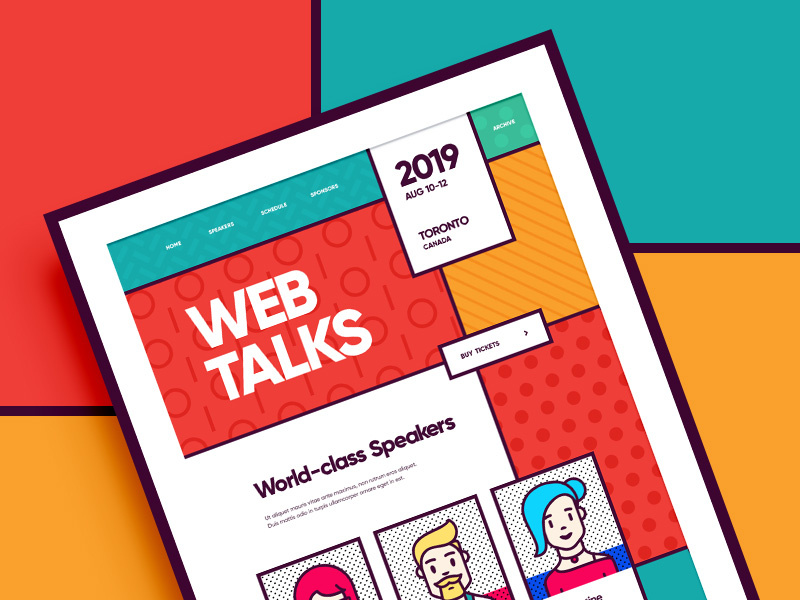 HOME
SPEAKERS
SCHEDULE
SPONSORS
2019
AUG 10-12
TORONTO
CANADA
ARCHIVE
WEB
TALKS
BUY TICKETS
World-class Speakers
Ut aliquet mauris vitae ante maximus, non rutrum eros aliquet.
Duis mattis odio in turpis ullamcorper ornare eget in est.